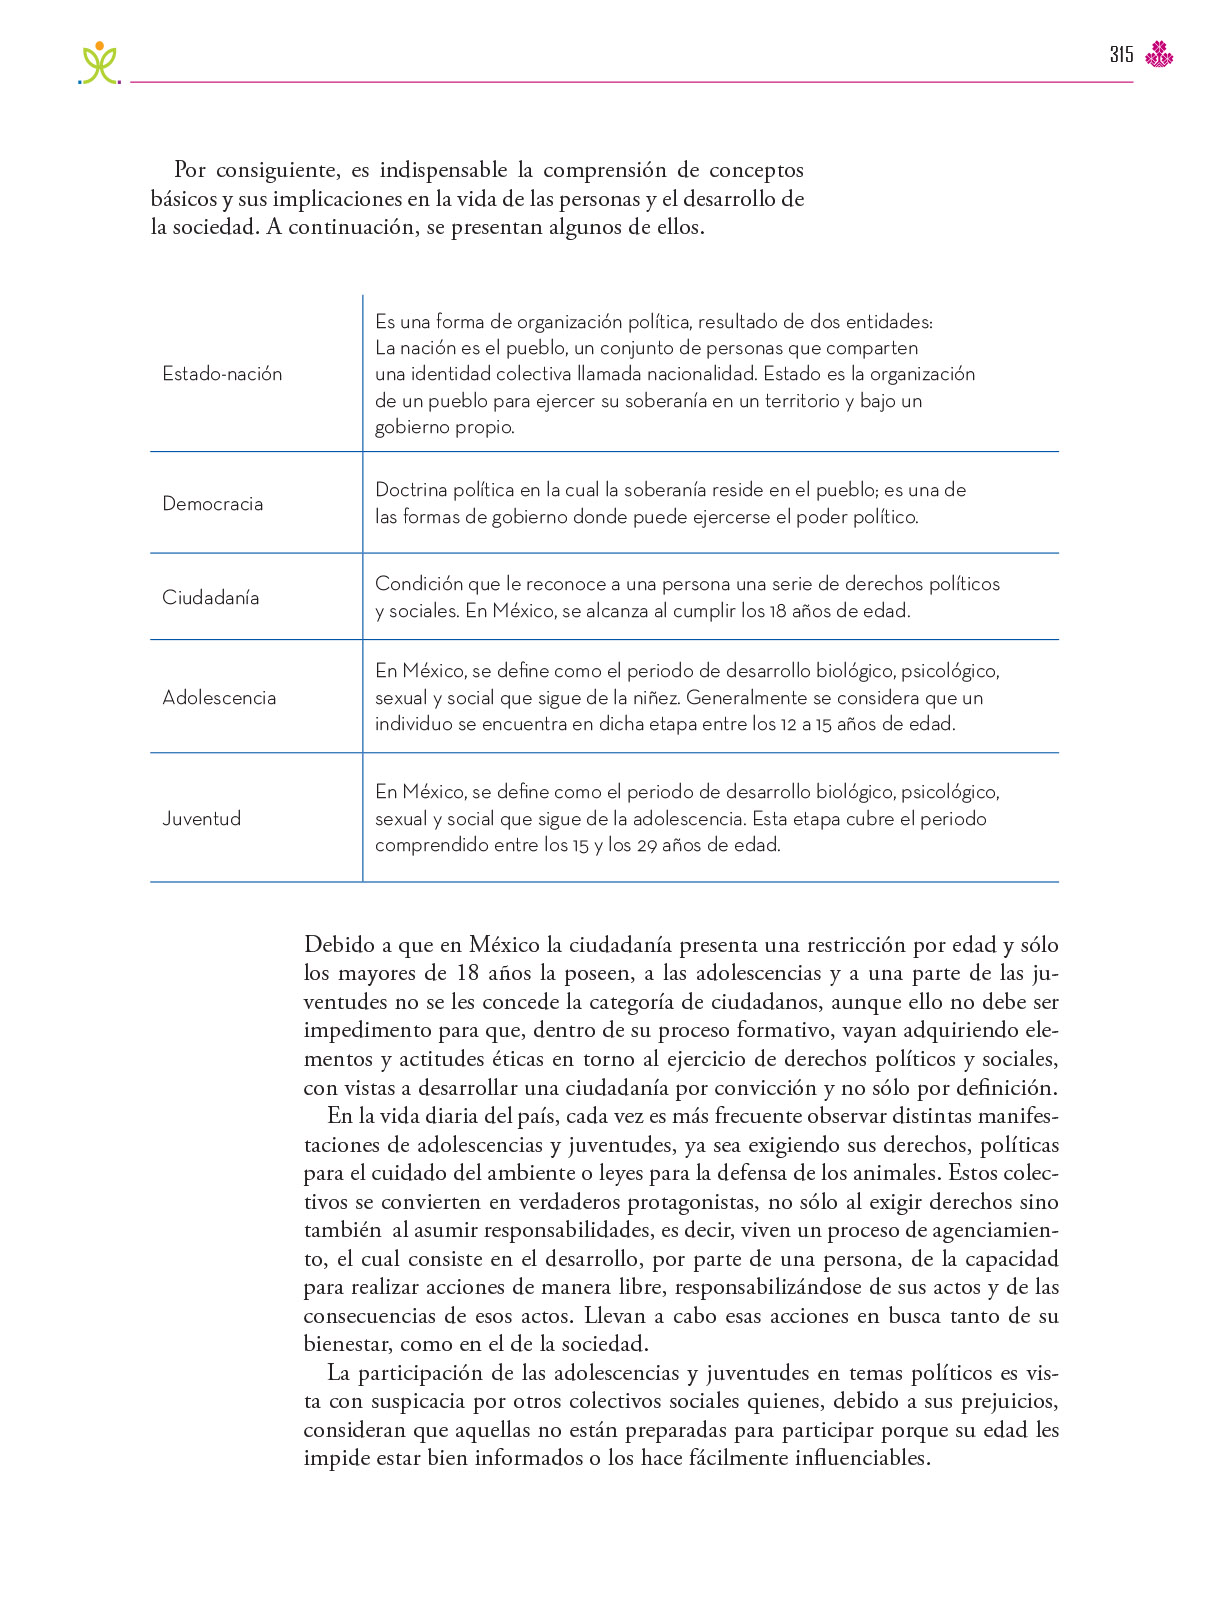 315
Por consiguiente, es indispensable la comprensión de conceptos
básicos y sus implicaciones en la vida de las personas y el desarrollo de
la sociedad. A continuación, se presentan algunos de ellos.
Estado-nación
Es una forma de organización política, resultado de dos entidades:
La nación es el pueblo, un conjunto de personas que comparten
una identidad colectiva llamada nacionalidad. Estado es la organización
de un pueblo para ejercer su soberanía en un territorio y bajo un
gobierno propio.
Democracia
Doctrina política en la cual la soberanía reside en el pueblo; es una de
las formas de gobierno donde puede ejercerse el poder político.
Ciudadanía
Condición que le reconoce a una persona una serie de derechos políticos
y sociales. En México, se alcanza al cumplir los 18 años de edad.
Adolescencia
En México, se define como el periodo de desarrollo biológico, psicológico,
sexual y social que sigue de la niñez. Generalmente se considera que un
individuo se encuentra en dicha etapa entre los 12 a 15 años de edad.
Juventud
En México, se define como el periodo de desarrollo biológico, psicológico,
sexual y social que sigue de la adolescencia. Esta etapa cubre el periodo
comprendido entre los 15 y los 29 años de edad.
Debido a que en México la ciudadanía presenta una restricción por edad y sólo
los mayores de 18 años la poseen, a las adolescencias y a una parte de las ju-
ventudes no se les concede la categoría de ciudadanos, aunque ello no debe ser
impedimento para que, dentro de su proceso formativo, vayan adquiriendo ele-
mentos y actitudes éticas en torno al ejercicio de derechos políticos y sociales,
con vistas a desarrollar una ciudadanía por convicción y no sólo por definición.
En la vida diaria del país, cada vez es más frecuente observar distintas manifes-
taciones de adolescencias y juventudes, ya sea exigiendo sus derechos, políticas
para el cuidado del ambiente o leyes para la defensa de los animales. Estos colec-
tivos se convierten en verdaderos protagonistas, no sólo al exigir derechos sino
también al asumir responsabilidades, es decir, viven un proceso de agenciamien-
to, el cual consiste en el desarrollo, por parte de una persona, de la capacidad
para realizar acciones de manera libre, responsabilizándose de sus actos y de las
consecuencias de esos actos. Llevan a cabo esas acciones en busca tanto de su
bienestar, como en el de la sociedad.
La participación de las adolescencias y juventudes en temas políticos es vis-
ta con suspicacia por otros colectivos sociales quienes, debido a sus prejuicios,
consideran que aquellas no están preparadas para participar porque su edad les
impide estar bien informados o los hace fácilmente influenciables.